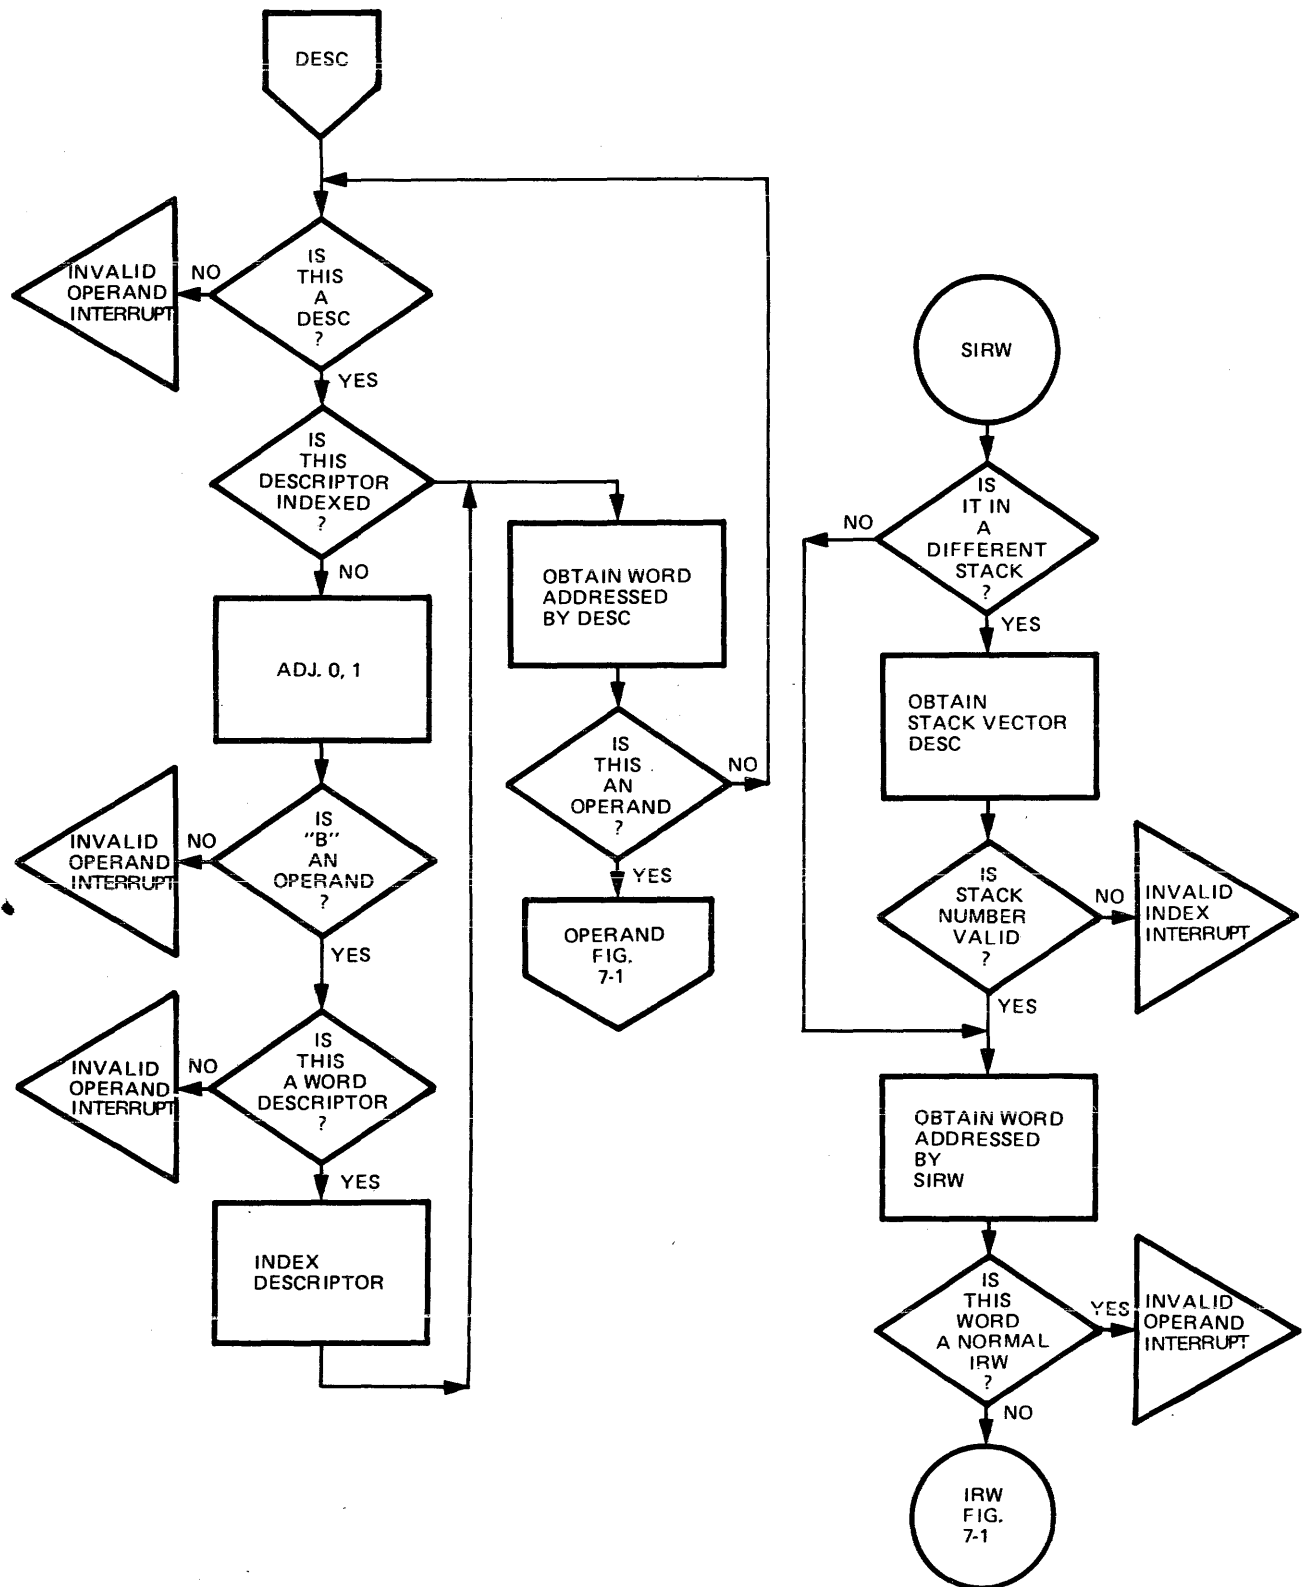 DESC
IS
THIS
A
DESC
?
NO
INVALID
OPERAND
INTERRUPT
YES
IS
THIS
DESCRIPTOR
INDEXED
?
NO
ADJ. 0, 1
IS
"B"
AN
OPERAND
?
NO
INVALID
OPERAND
INTERRUPT
YES
IS
THIS
A WORD
DESCRIPTOR
?
NO
INVALID
OPERAND
INTERRUPT
YES
INDEX
DESCRIPTOR
OBTAIN WORD
ADDRESSED
BY DESC
IS
THIS
AN
OPERAND
?
NO
YES
OPERAND
FIG.
7-1
SIRW
IS
IT IN
A
DIFFERENT
STACK
?
NO
YES
OBTAIN
STACK VECTOR
DESC
IS
STACK
NUMBER
VALID
?
NO
INVALID
INDEX
INTERRUPT
YES
OBTAIN WORD
ADDRESSED
BY
SIRW
IS
THIS
WORD
A NORMAL
IRW
?
YES
INVALID
OPERAND
INTERRUPT
NO
IRW
FIG.
7-1